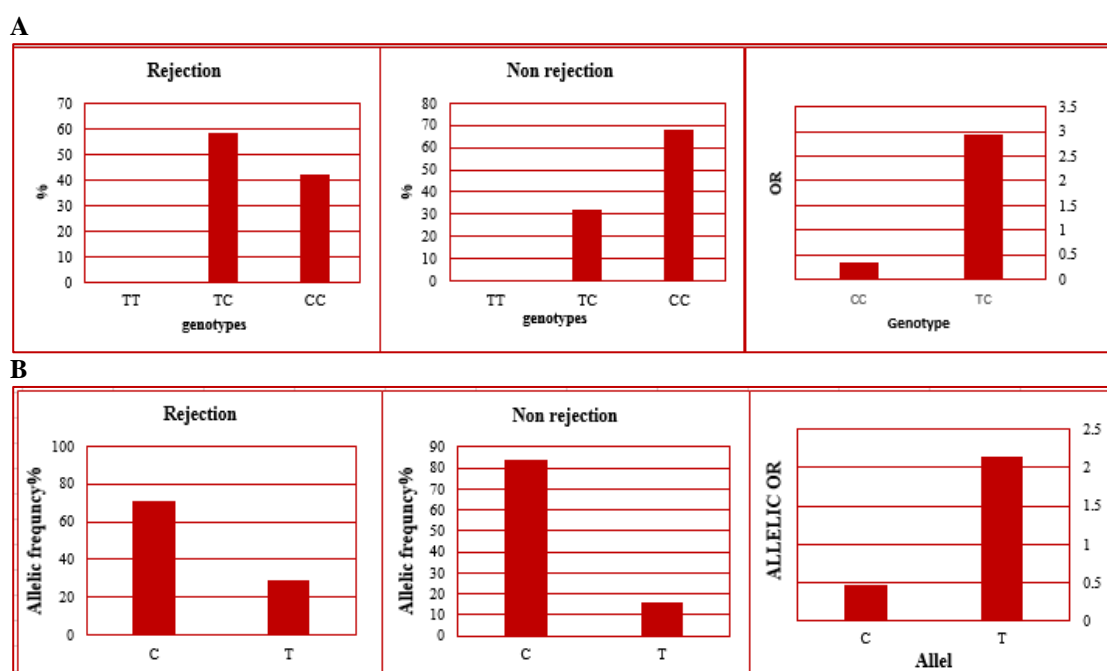 A
Rejection
70
60
50
40
30
20
10
0
%
TT TC CC
genotypes
Non rejection
80
70
60
50
40
30
20
10
0
%
TT TC CC
genotypes
3.5
3
2.5
2
1.5
1
0.5
0
OR
CC TC
Genotype
B
Rejection
100
80
60
40
20
0
Allelic frequncy%
C T
Non rejection
90
80
70
60
50
40
30
20
10
0
Allelic frequncy%
C T
2.5
2
1.5
1
0.5
0
ALLELIC OR
C T
Allel